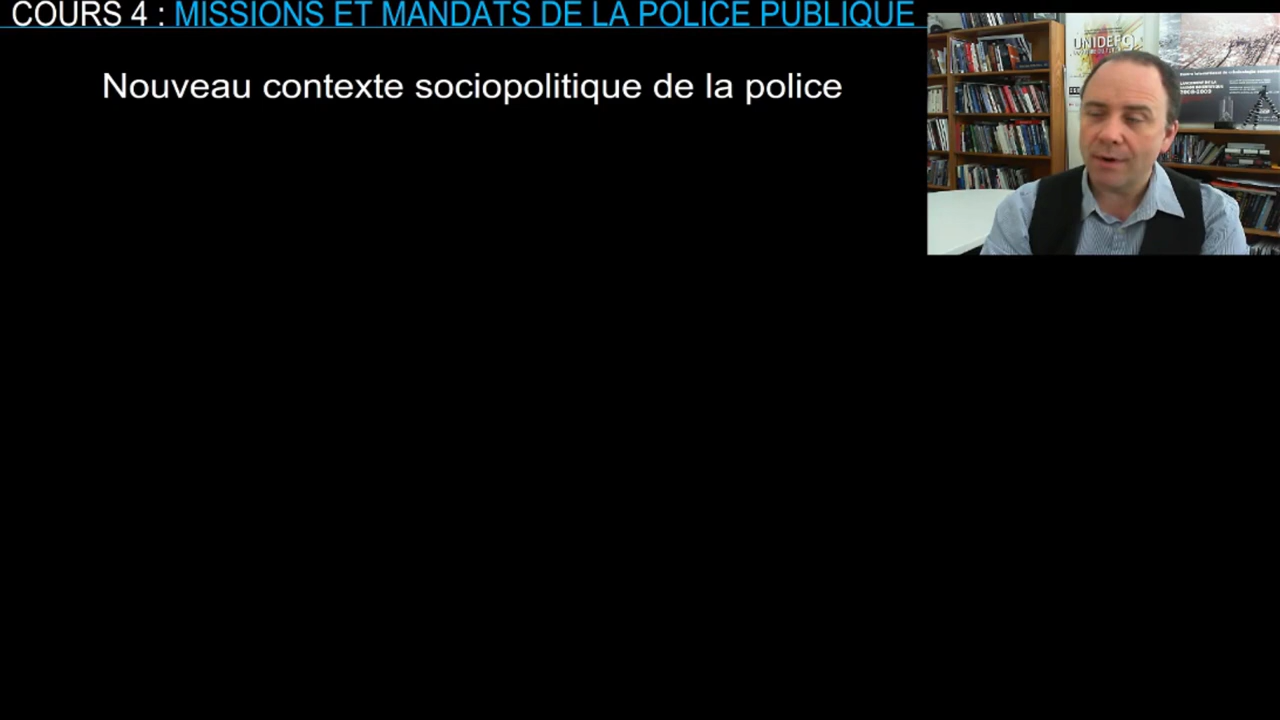 COURS 4 : MISSIONS ET MANDATS DE LA POLICE PUBLIQUE
Nouveau contexte sociopolitique de la police
UNIDEF